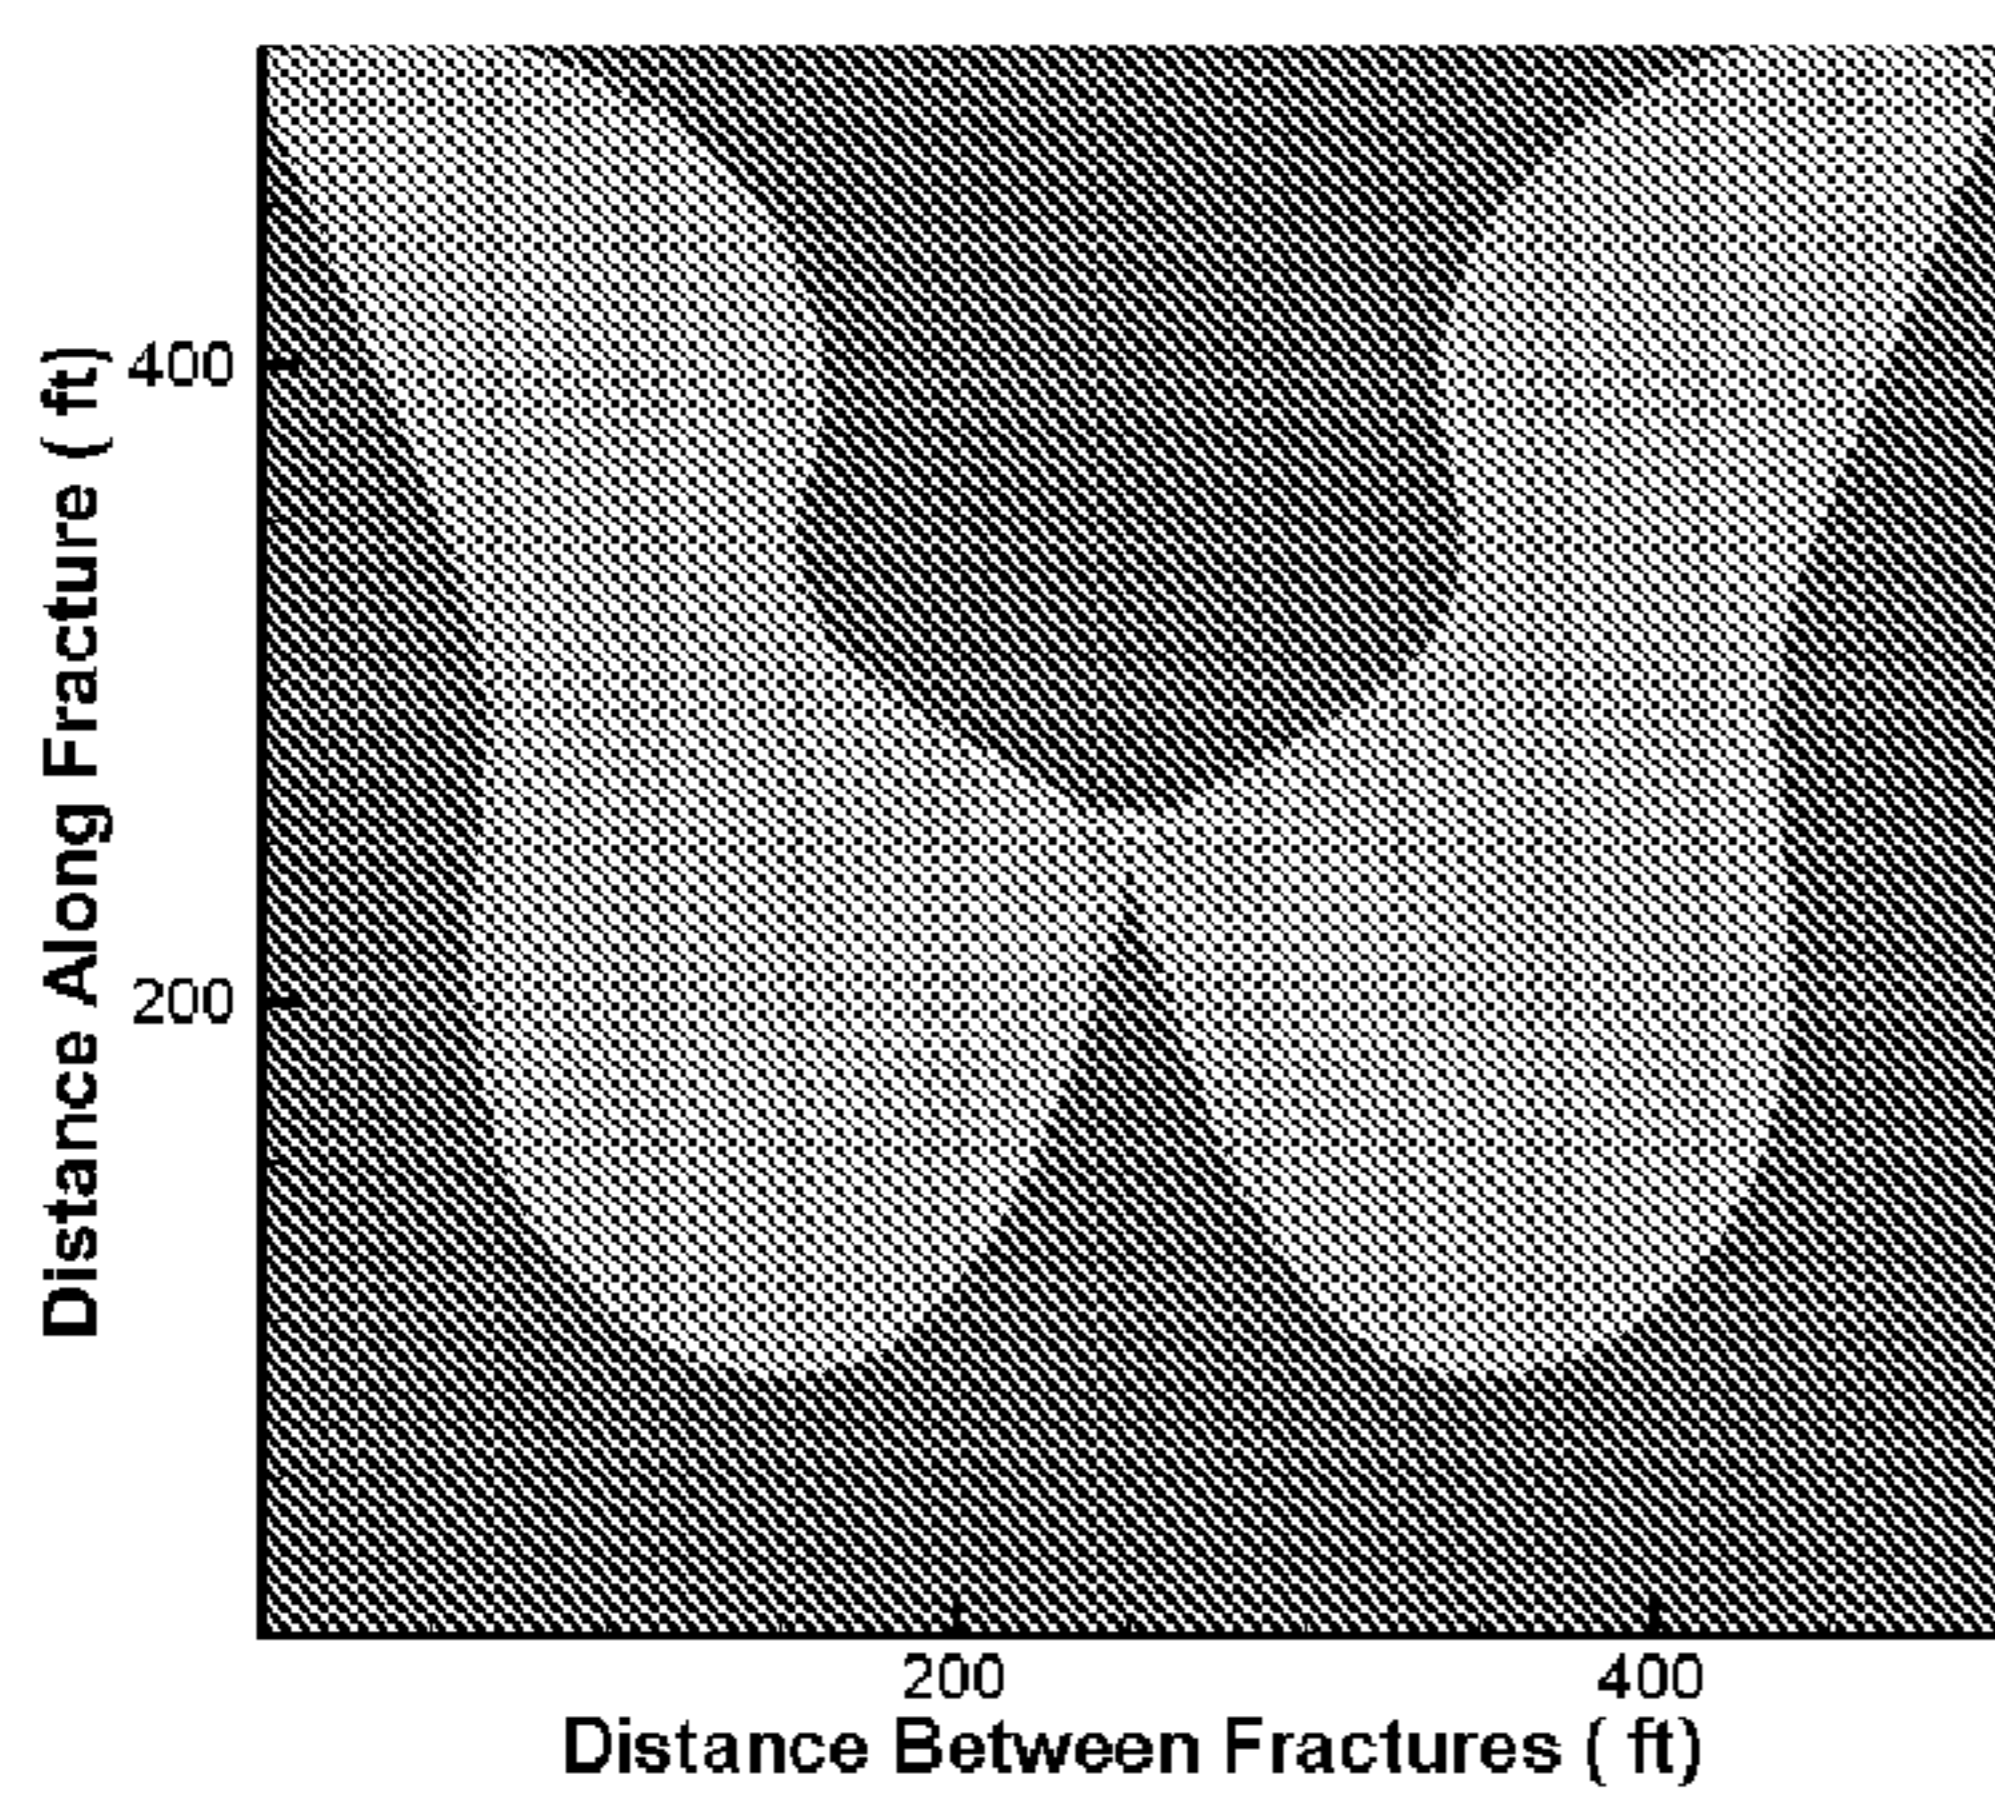 Distance Along Fracture ( ft)
400
200
200 400
Distance Between Fractures ( ft)